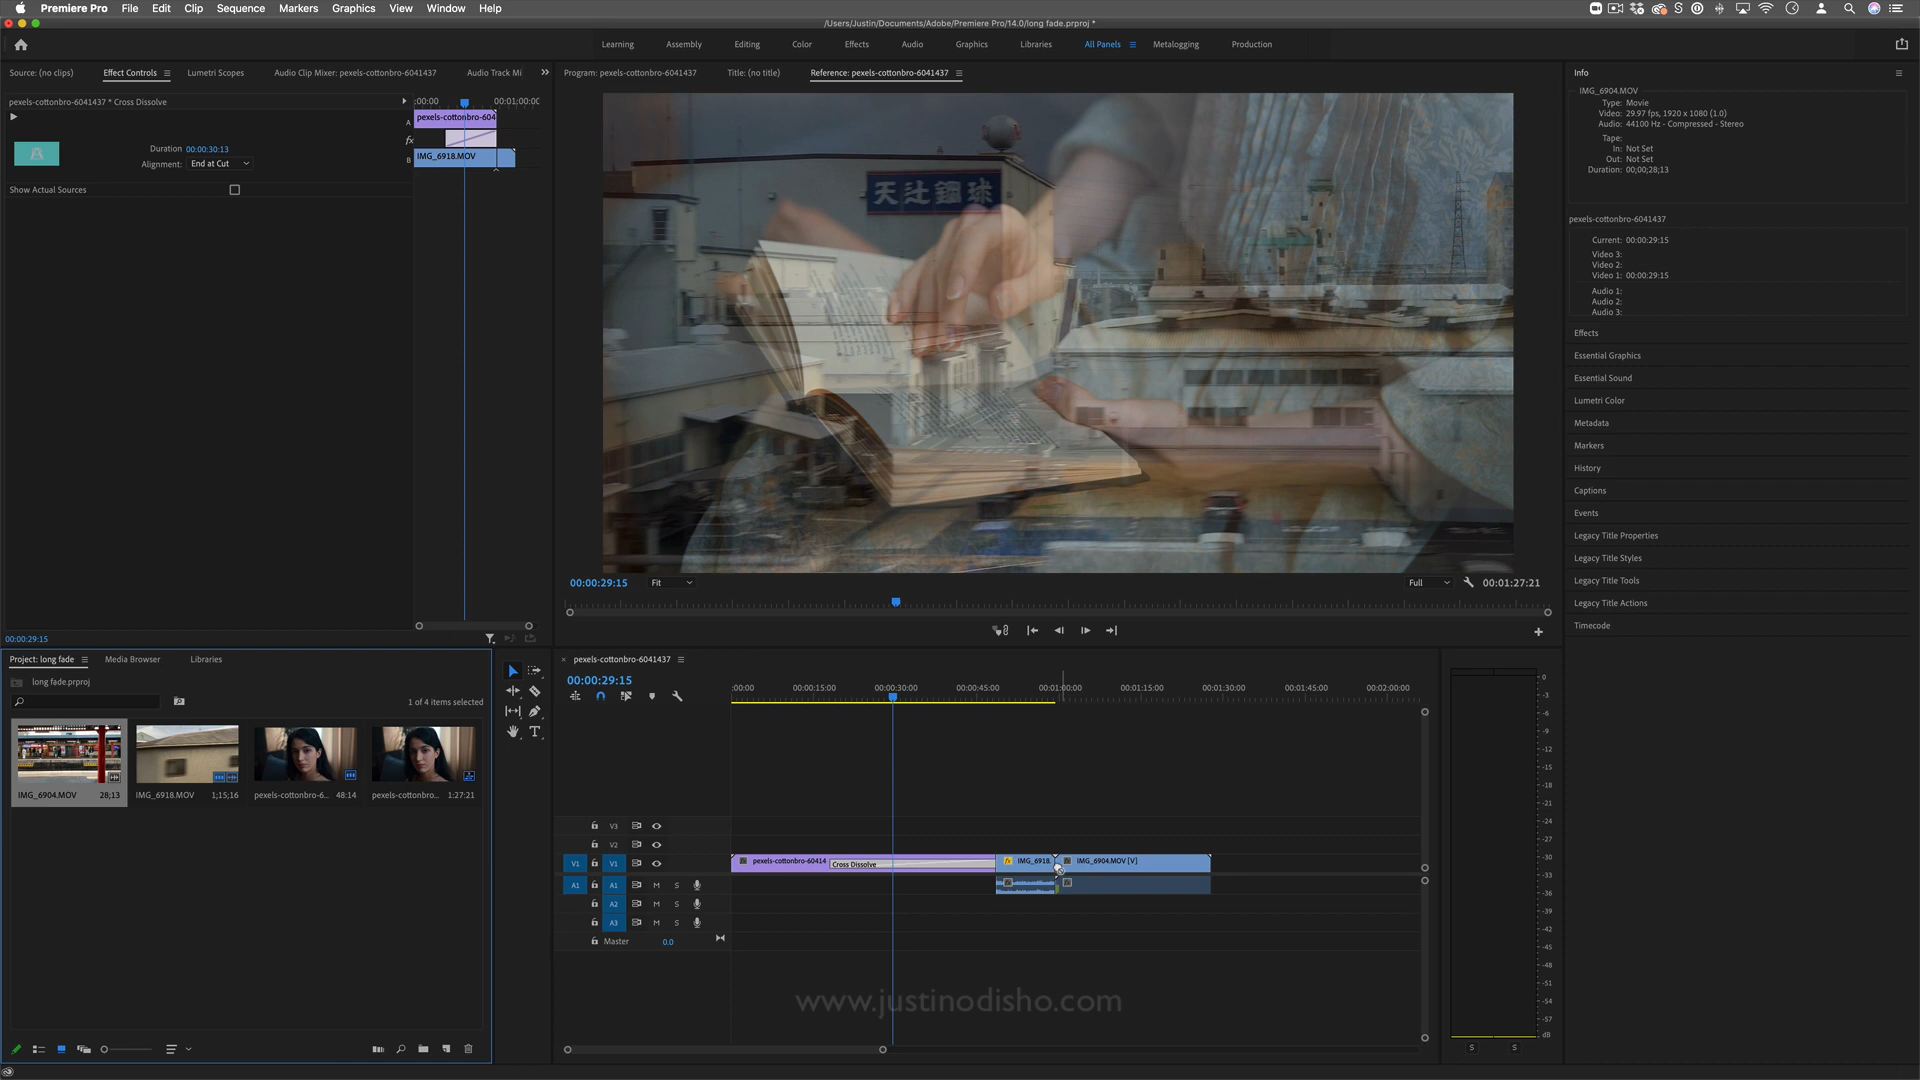 Premiere Pro File Edit Clip Sequence Markers Graphics View Window Help
/Users/Justin/Documents/Adobe/Premiere Pro/14.0/long fade.prproj *
Learning Assembly Editing Color Effects Audio Graphics Libraries All Panels Metalogging Production
Source: (no clips) Effect Controls Lumetri Scopes Audio Clip Mixer: pexels-cottonbro-6041437 Audio Track Mi
Program: pexels-cottonbro-6041437 Title: (no title) Reference: pexels-cottonbro-6041437
Info
pexels-cottonbro-6041437 * Cross Dissolve
:00:00 00:01:00:00
A pexels-cottonbro-604
fx
B IMG_6918.MOV
A
Duration 00:00:30:13
Alignment: End at Cut
Show Actual Sources
00:00:29:15
天辻鋼球
00:00:29:15 Fit Full 00:01:27:21
IMG_6904.MOV
Type: Movie
Video: 29.97 fps, 1920 x 1080 (1.0)
Audio: 44100 Hz - Compressed - Stereo
Tape:
In: Not Set
Out: Not Set
Duration: 00;00;28;13
pexels-cottonbro-6041437
Current: 00:00:29:15
Video 3:
Video 2:
Video 1: 00:00:29:15
Audio 1:
Audio 2:
Audio 3:
Effects
Essential Graphics
Essential Sound
Lumetri Color
Metadata
Markers
History
Captions
Events
Legacy Title Properties
Legacy Title Styles
Legacy Title Tools
Legacy Title Actions
Timecode
Project: long fade Media Browser Libraries
long fade.prproj
1 of 4 items selected
IMG_6904.MOV 28;13 IMG_6918.MOV 1;15;16 pexels-cottonbro-6... 48:14 pexels-cottonbro... 1:27:21
pexels-cottonbro-6041437
00:00:29:15
:00:00 00:00:15:00 00:00:30:00 00:00:45:00 00:01:00:00 00:01:15:00 00:01:30:00 00:01:45:00 00:02:00:00
V3
V2
V1 V1 pexels-cottonbro-60414 Cross Dissolve fx IMG_6918. IMG_6904.MOV [V]
A1 A1 M S
A2 M S
A3 M S
Master 0.0
0
-3
-6
-9
-12
-15
-18
-21
-24
-27
-30
-33
-36
-39
-42
-45
-48
-51
-54
-57
dB
S S
www.justinodisho.com